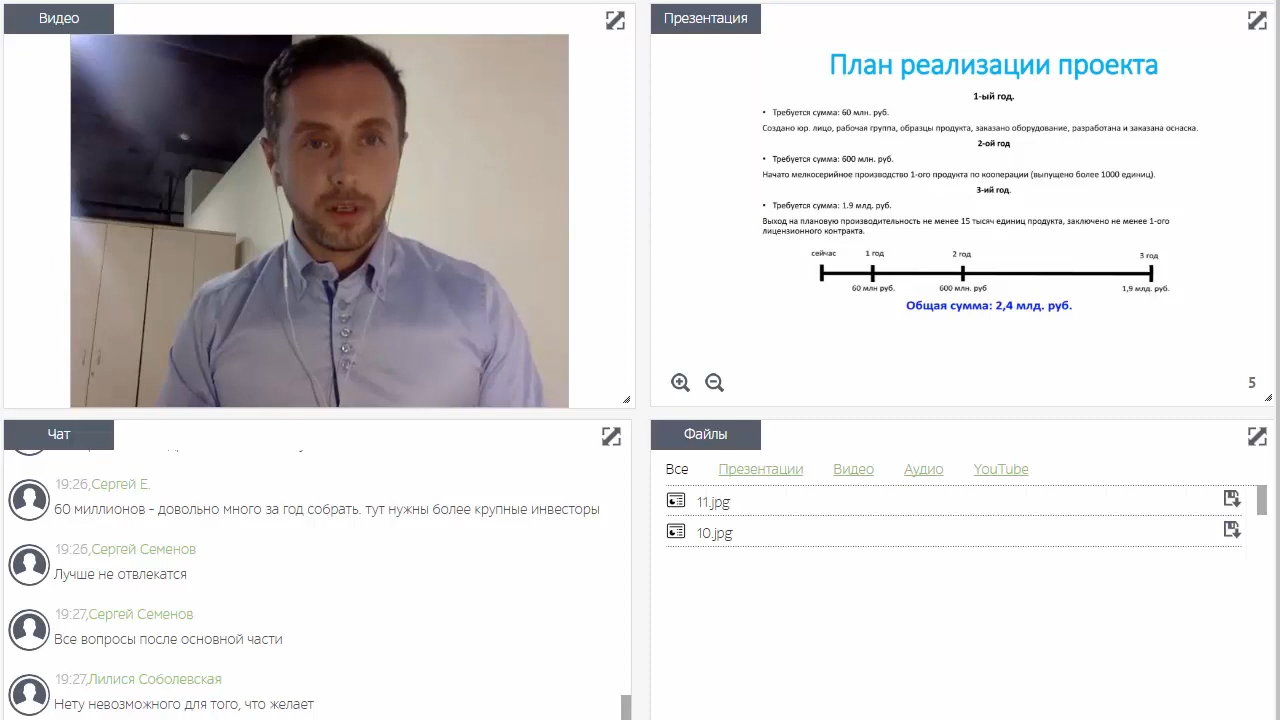 Видео
Презентация
План реализации проекта
1-ый год.
• Требуется сумма: 60 млн. руб.
Создано юр. лицо, рабочая группа, образцы продукта, заказано оборудование, разработана и заказана оснаска.
2-ой год
• Требуется сумма: 600 млн. руб.
Начато мелкосерийное производство 1-ого продукта по кооперации (выпущено более 1000 единиц).
3-ий год.
• Требуется сумма: 1.9 млд. руб.
Выход на плановую производительность не менее 15 тысяч единиц продукта, заключено не менее 1-ого
лицензионного контракта.
сейчас 1 год 2 год 3 год
60 млн руб. 600 млн. руб 1,9 млд. руб.
Общая сумма: 2,4 млд. руб.
5
Чат
19:26,Сергей Е.
60 миллионов - довольно много за год собрать. тут нужны более крупные инвесторы
19:26,Сергей Семенов
Лучше не отвлекатся
19:27,Сергей Семенов
Все вопросы после основной части
19:27,Лилися Соболевская
Нету невозможного для того, что желает
Файлы
Все Презентации Видео Аудио YouTube
11.jpg
10.jpg